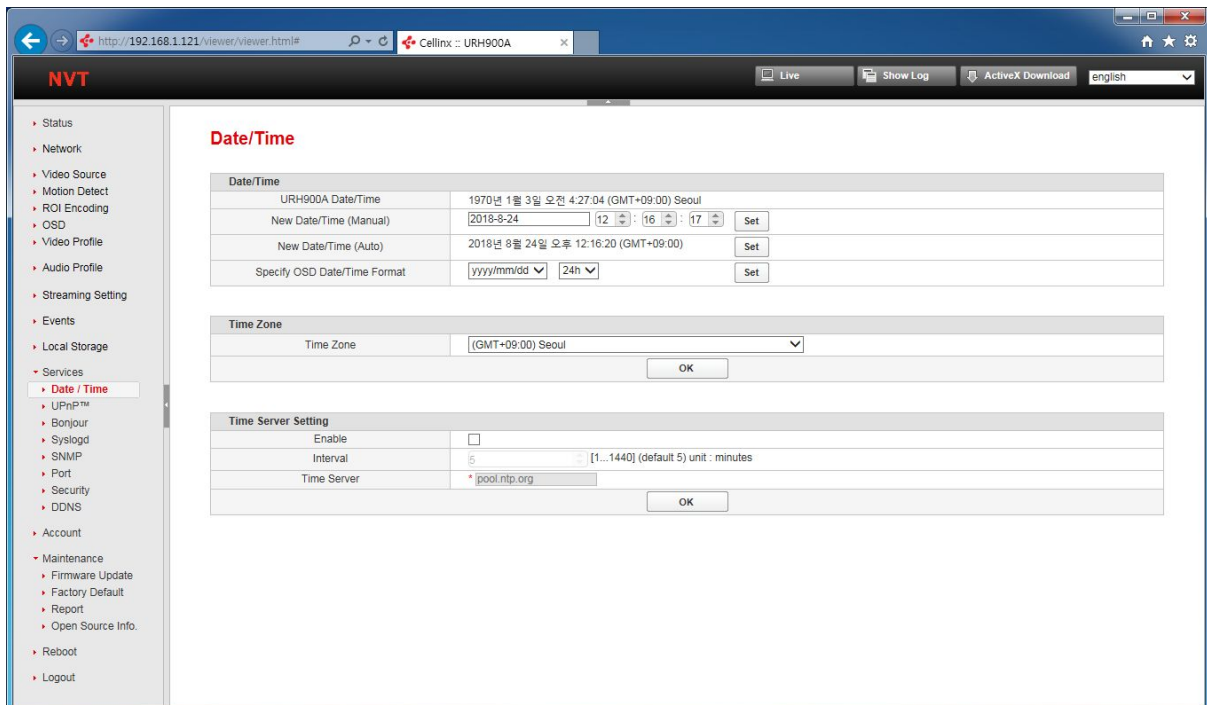 http://192.168.1.121/viewer/viewer.html#
Cellinx :: URH900A
NVT
Live
Show Log
ActiveX Download
english
Status
Network
Video Source
Motion Detect
ROI Encoding
OSD
Video Profile
Audio Profile
Streaming Setting
Events
Local Storage
Services
Date / Time
UPnP™
Bonjour
Syslogd
SNMP
Port
Security
DDNS
Account
Maintenance
Firmware Update
Factory Default
Report
Open Source Info.
Reboot
Logout
Date/Time
Date/Time
URH900A Date/Time 1970년 1월 3일 오전 4:27:04 (GMT+09:00) Seoul
New Date/Time (Manual) 2018-8-24 12 : 16 : 17 Set
New Date/Time (Auto) 2018년 8월 24일 오후 12:16:20 (GMT+09:00) Set
Specify OSD Date/Time Format yyyy/mm/dd 24h Set
Time Zone
Time Zone (GMT+09:00) Seoul
OK
Time Server Setting
Enable
Interval 5 [1...1440] (default 5) unit : minutes
Time Server * pool.ntp.org
OK